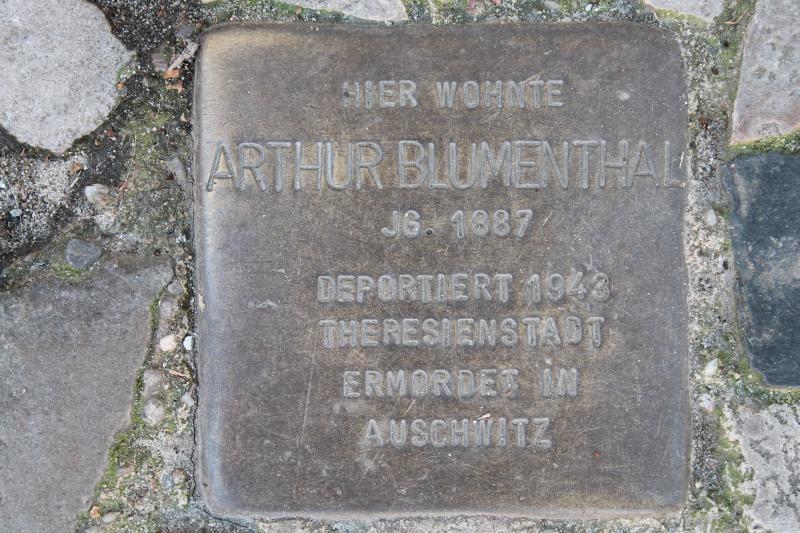 HIER WOHNTE
ARTHUR BLUMENTHAL
JG. 1887
DEPORTIERT 1943
THERESIENSTADT
ERMORDET IN
AUSCHWITZ